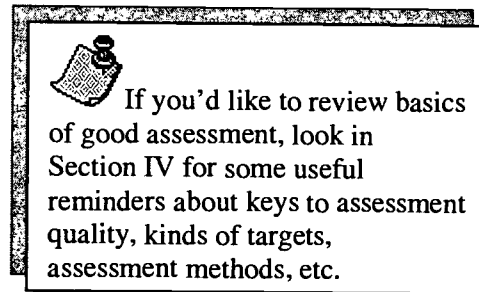 If you'd like to review basics
of good assessment, look in
Section IV for some useful
reminders about keys to assessment
quality, kinds of targets,
assessment methods, etc.